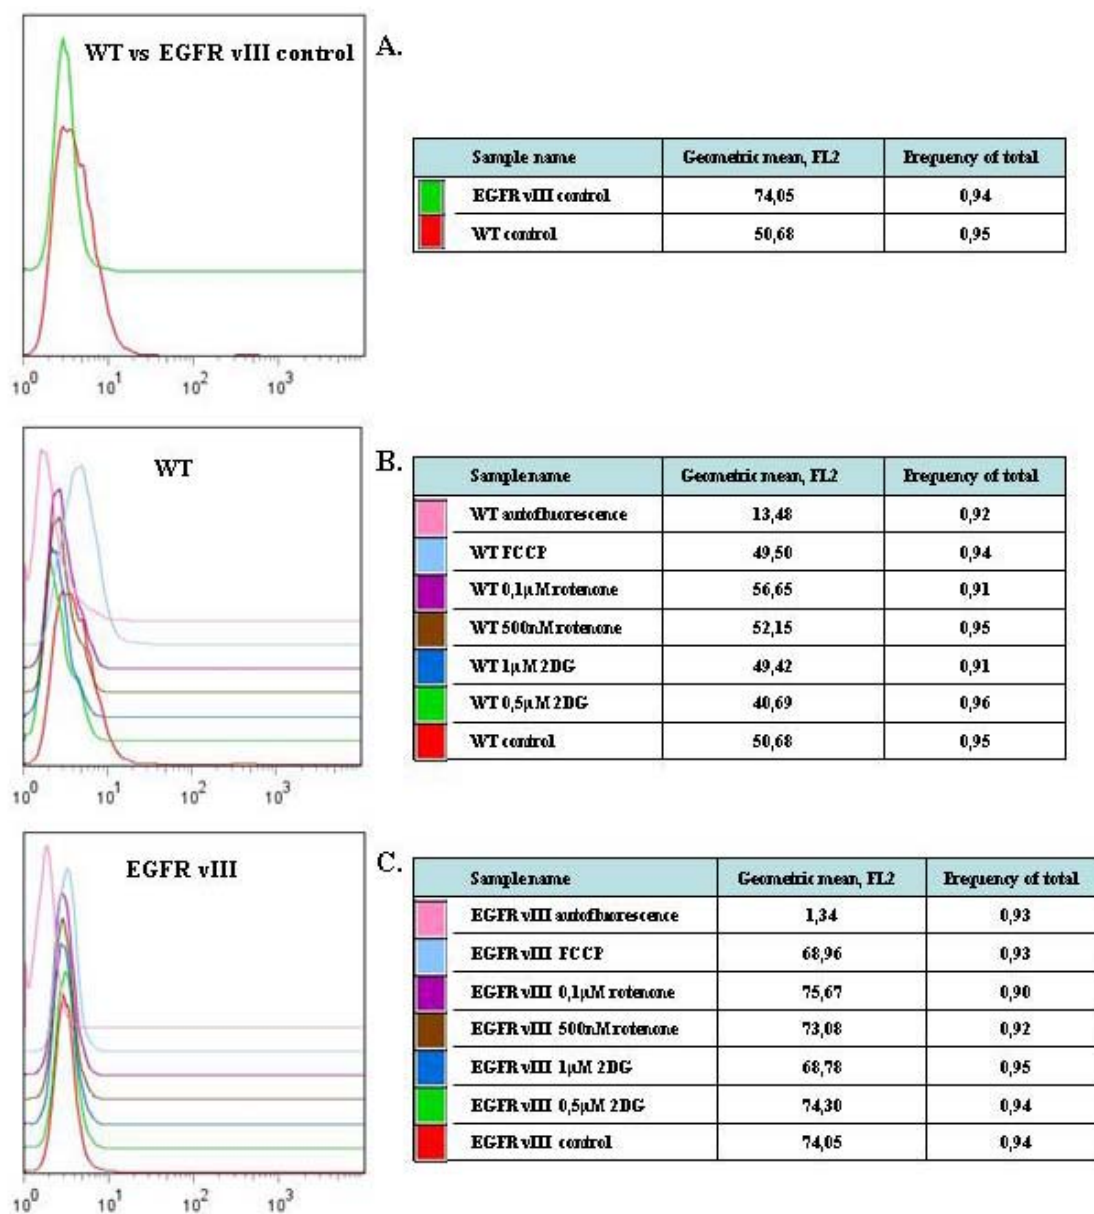 WT vs EGFR vIII control
A.
Sample name Geometric mean, FL2 Frequency of total
EGFR vIII control 74,05 0,94
WT control 50,68 0,95
10^0 10^1 10^2 10^3
WT
B.
Sample name Geometric mean, FL2 Frequency of total
WT autofluorescence 13,48 0,92
WT FCCP 49,50 0,94
WT 0,1µM rotenone 56,65 0,91
WT 500nM rotenone 52,15 0,95
WT 1µM 2DG 49,42 0,91
WT 0,5µM 2DG 40,69 0,96
WT control 50,68 0,95
10^0 10^1 10^2 10^3
EGFR vIII
C.
Sample name Geometric mean, FL2 Frequency of total
EGFR vIII autofluorescence 1,34 0,93
EGFR vIII FCCP 68,96 0,93
EGFR vIII 0,1µM rotenone 75,67 0,90
EGFR vIII 500nM rotenone 73,08 0,92
EGFR vIII 1µM 2DG 68,78 0,95
EGFR vIII 0,5µM 2DG 74,30 0,94
EGFR vIII control 74,05 0,94
10^0 10^1 10^2 10^3